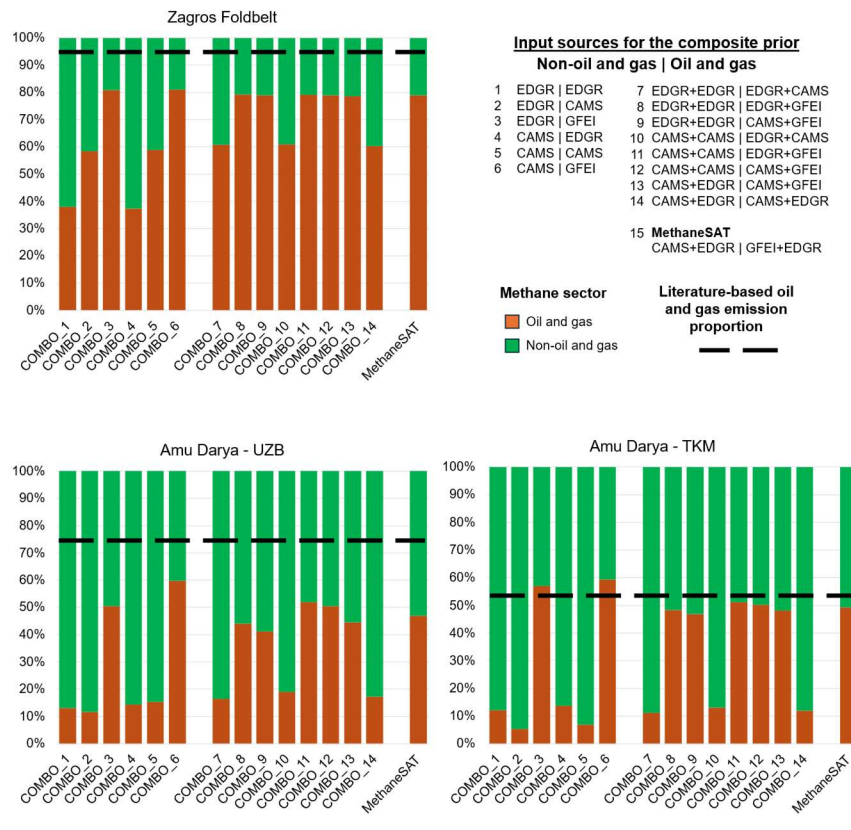 Zagros Foldbelt
100%
90%
80%
70%
60%
50%
40%
30%
20%
10%
0%
COMBO_1
COMBO_2
COMBO_3
COMBO_4
COMBO_5
COMBO_6
COMBO_7
COMBO_8
COMBO_9
COMBO_10
COMBO_11
COMBO_12
COMBO_13
COMBO_14
MethaneSAT
Input sources for the composite prior
Non-oil and gas | Oil and gas
1 EDGR | EDGR
2 EDGR | CAMS
3 EDGR | GFEI
4 CAMS | EDGR
5 CAMS | CAMS
6 CAMS | GFEI
7 EDGR+EDGR | EDGR+CAMS
8 EDGR+EDGR | EDGR+GFEI
9 EDGR+EDGR | CAMS+GFEI
10 CAMS+CAMS | EDGR+CAMS
11 CAMS+CAMS | EDGR+GFEI
12 CAMS+CAMS | CAMS+GFEI
13 CAMS+EDGR | CAMS+GFEI
14 CAMS+EDGR | CAMS+EDGR
15 MethaneSAT
CAMS+EDGR | GFEI+EDGR
Methane sector
Oil and gas
Non-oil and gas
Literature-based oil
and gas emission
proportion
Amu Darya - UZB
100%
90%
80%
70%
60%
50%
40%
30%
20%
10%
0%
COMBO_1
COMBO_2
COMBO_3
COMBO_4
COMBO_5
COMBO_6
COMBO_7
COMBO_8
COMBO_9
COMBO_10
COMBO_11
COMBO_12
COMBO_13
COMBO_14
MethaneSAT
Amu Darya - TKM
100%
90%
80%
70%
60%
50%
40%
30%
20%
10%
0%
COMBO_1
COMBO_2
COMBO_3
COMBO_4
COMBO_5
COMBO_6
COMBO_7
COMBO_8
COMBO_9
COMBO_10
COMBO_11
COMBO_12
COMBO_13
COMBO_14
MethaneSAT